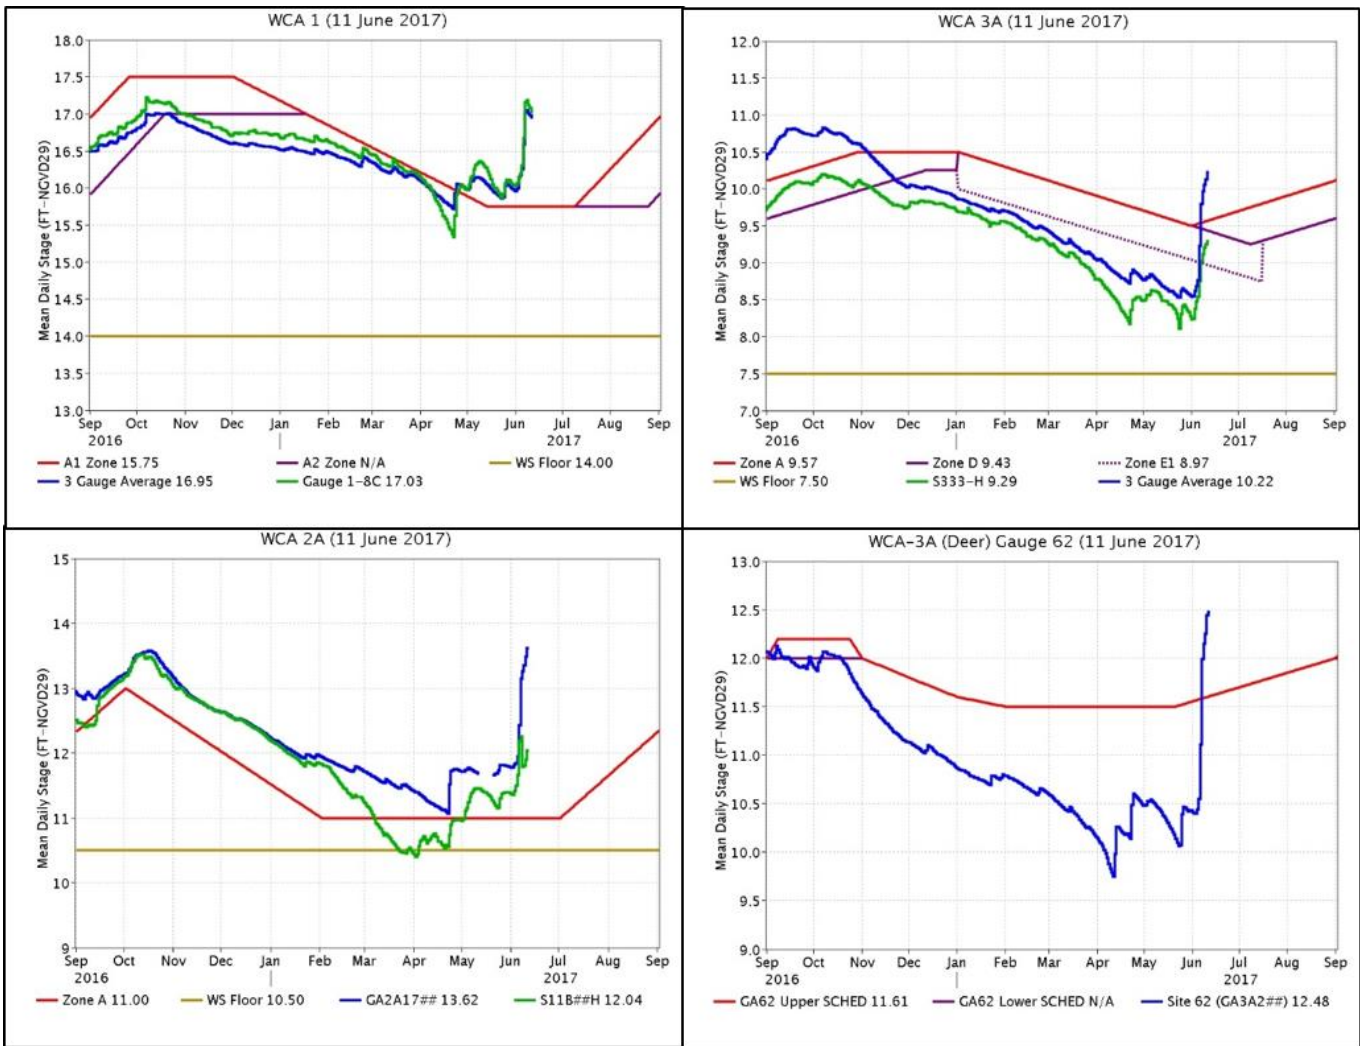 WCA 1 (11 June 2017)
Mean Daily Stage (FT-NGVD29)
18.0
17.5
17.0
16.5
16.0
15.5
15.0
14.5
14.0
13.5
13.0
Sep Oct Nov Dec Jan Feb Mar Apr May Jun Jul Aug Sep
2016 2017
A1 Zone 15.75 A2 Zone N/A WS Floor 14.00
3 Gauge Average 16.95 Gauge 1-8C 17.03
WCA 3A (11 June 2017)
Mean Daily Stage (FT-NGVD29)
12.0
11.5
11.0
10.5
10.0
9.5
9.0
8.5
8.0
7.5
7.0
Sep Oct Nov Dec Jan Feb Mar Apr May Jun Jul Aug Sep
2016 2017
Zone A 9.57 Zone D 9.43 Zone E1 8.97
WS Floor 7.50 S333-H 9.29 3 Gauge Average 10.22
WCA 2A (11 June 2017)
Mean Daily Stage (FT-NGVD29)
15
14
13
12
11
10
9
Sep Oct Nov Dec Jan Feb Mar Apr May Jun Jul Aug Sep
2016 2017
Zone A 11.00 WS Floor 10.50 GA2A17## 13.62 S11B##H 12.04
WCA-3A (Deer) Gauge 62 (11 June 2017)
Mean Daily Stage (FT-NGVD29)
13.0
12.5
12.0
11.5
11.0
10.5
10.0
9.5
9.0
Sep Oct Nov Dec Jan Feb Mar Apr May Jun Jul Aug Sep
2016 2017
GA62 Upper SCHED 11.61 GA62 Lower SCHED N/A Site 62 (GA3A2##) 12.48